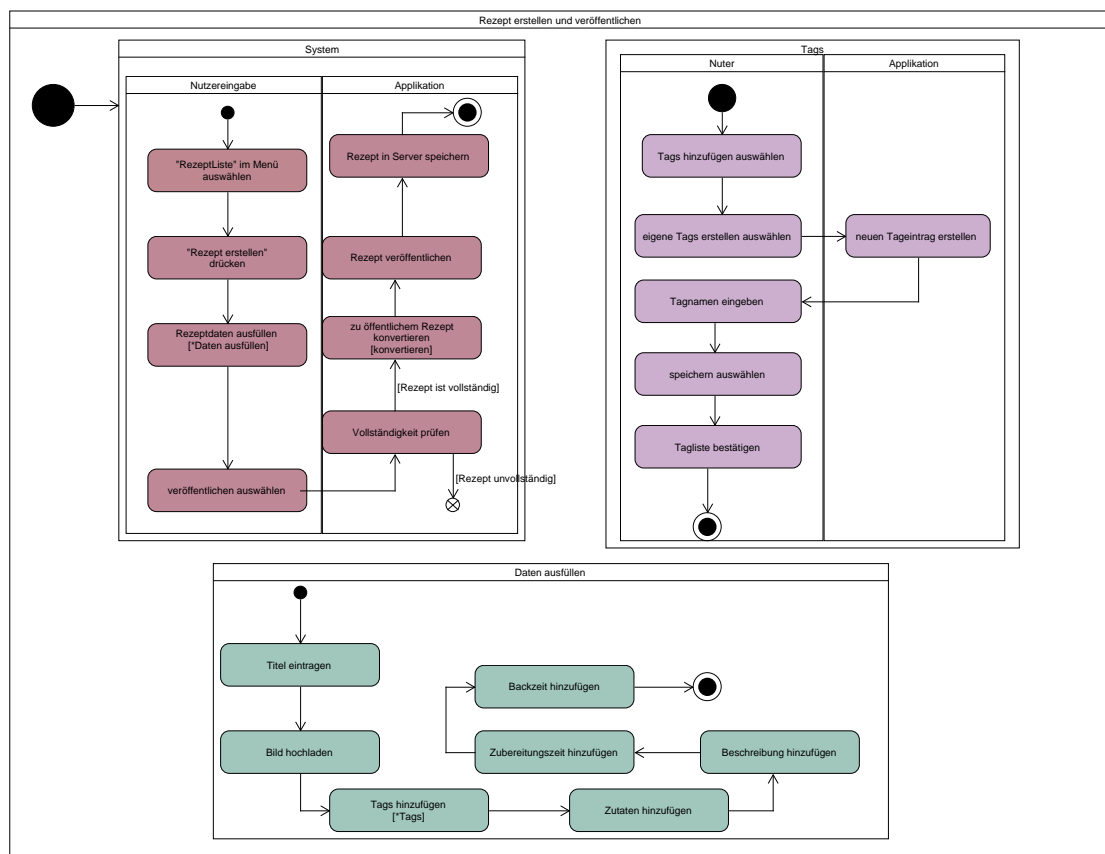 Rezept erstellen und veröffentlichen
System
Nutzereingabe
Applikation
"RezeptListe" im Menü
auswählen
"Rezept erstellen"
drücken
Rezeptdaten ausfüllen
[*Daten ausfüllen]
veröffentlichen auswählen
Rezept in Server speichern
Rezept veröffentlichen
zu öffentlichem Rezept
konvertieren
[konvertieren]
[Rezept ist vollständig]
Vollständigkeit prüfen
[Rezept unvollständig]
Tags
Nuter
Applikation
Tags hinzufügen auswählen
eigene Tags erstellen auswählen
neuen Tageintrag erstellen
Tagnamen eingeben
speichern auswählen
Tagliste bestätigen
Daten ausfüllen
Titel eintragen
Bild hochladen
Tags hinzufügen
[*Tags]
Zutaten hinzufügen
Beschreibung hinzufügen
Zubereitungszeit hinzufügen
Backzeit hinzufügen